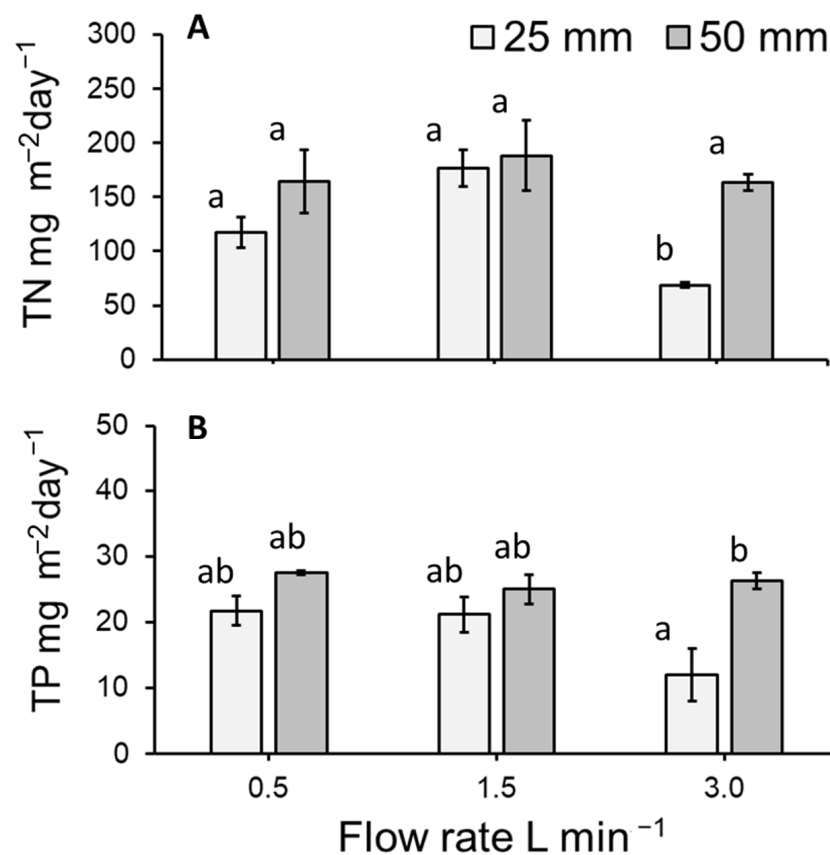 A
25 mm 50 mm
TN mg m⁻²day⁻¹
300
250
200
150
100
50
0
a
a
a
a
b
a
B
TP mg m⁻²day⁻¹
50
40
30
20
10
0
ab
ab
ab
ab
a
b
0.5 1.5 3.0
Flow rate L min⁻¹